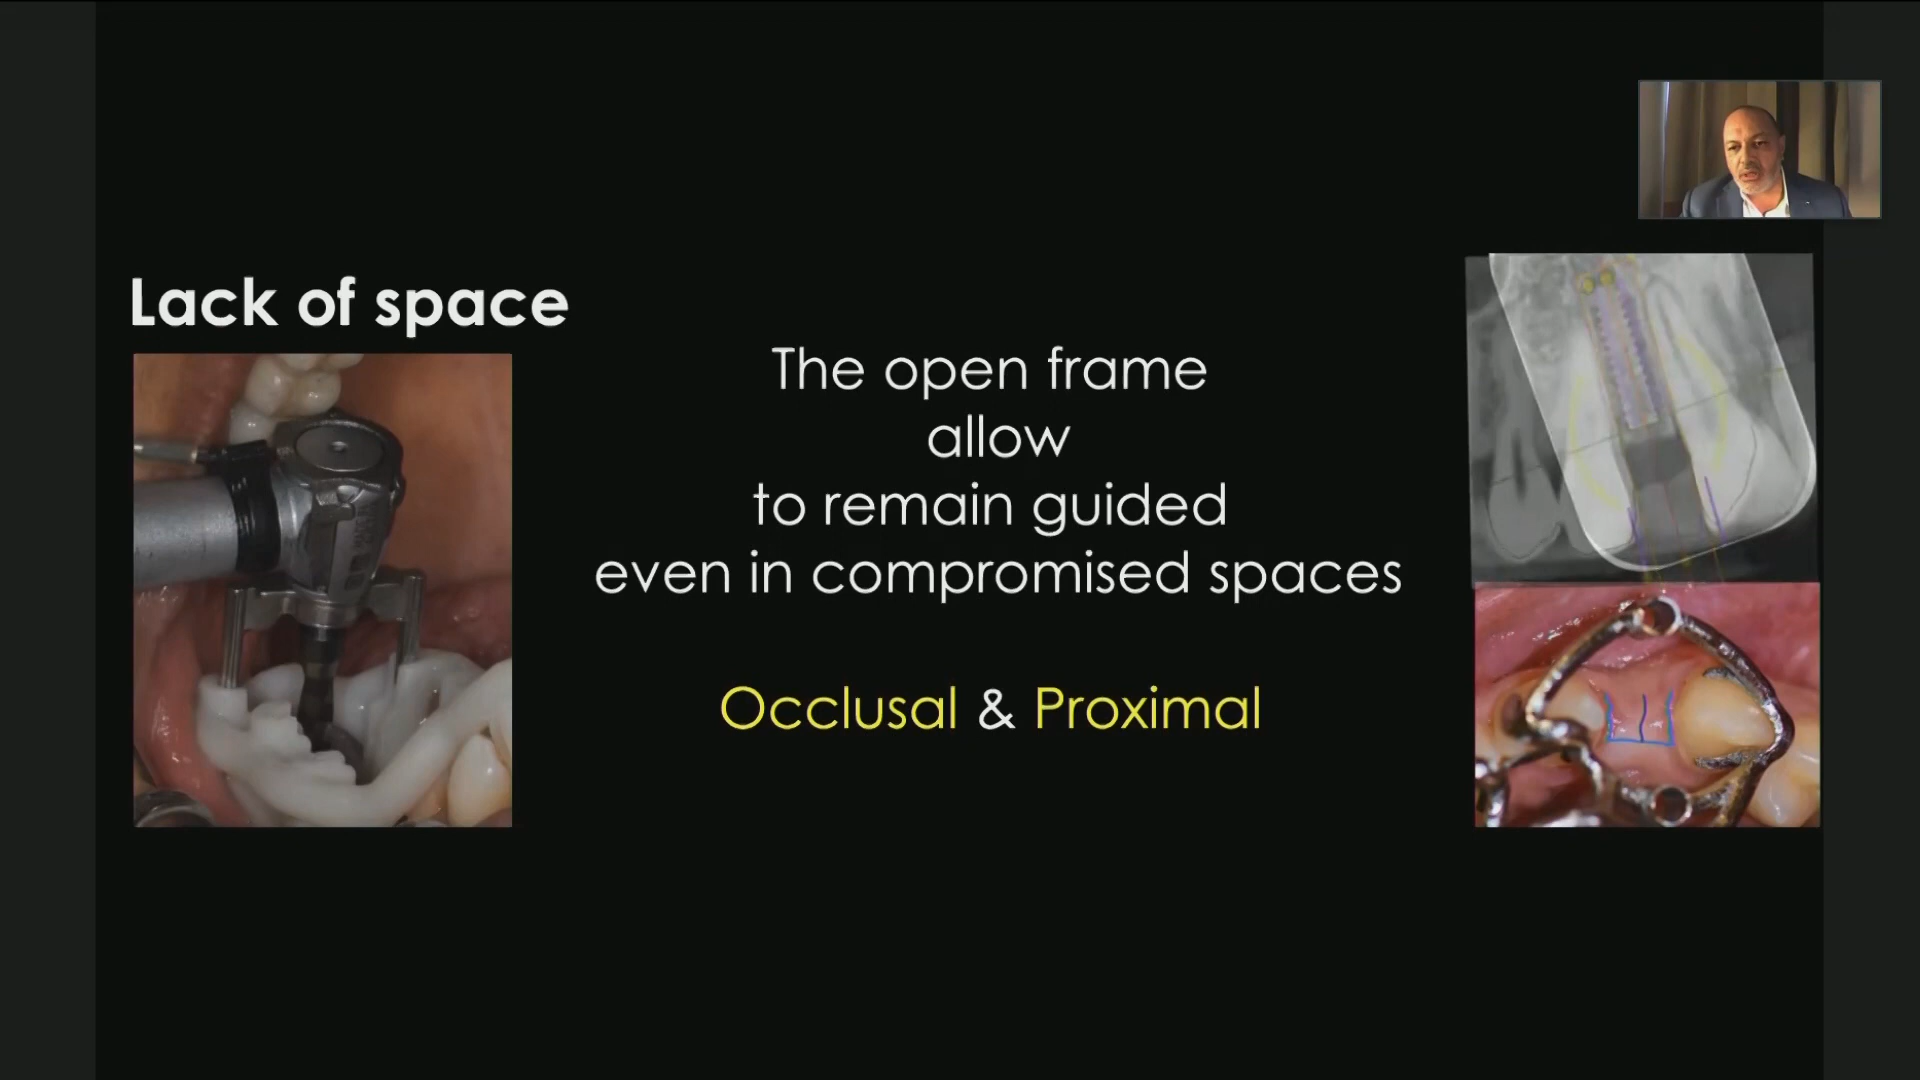 Lack of space
The open frame
allow
to remain guided
even in compromised spaces
Occlusal & Proximal